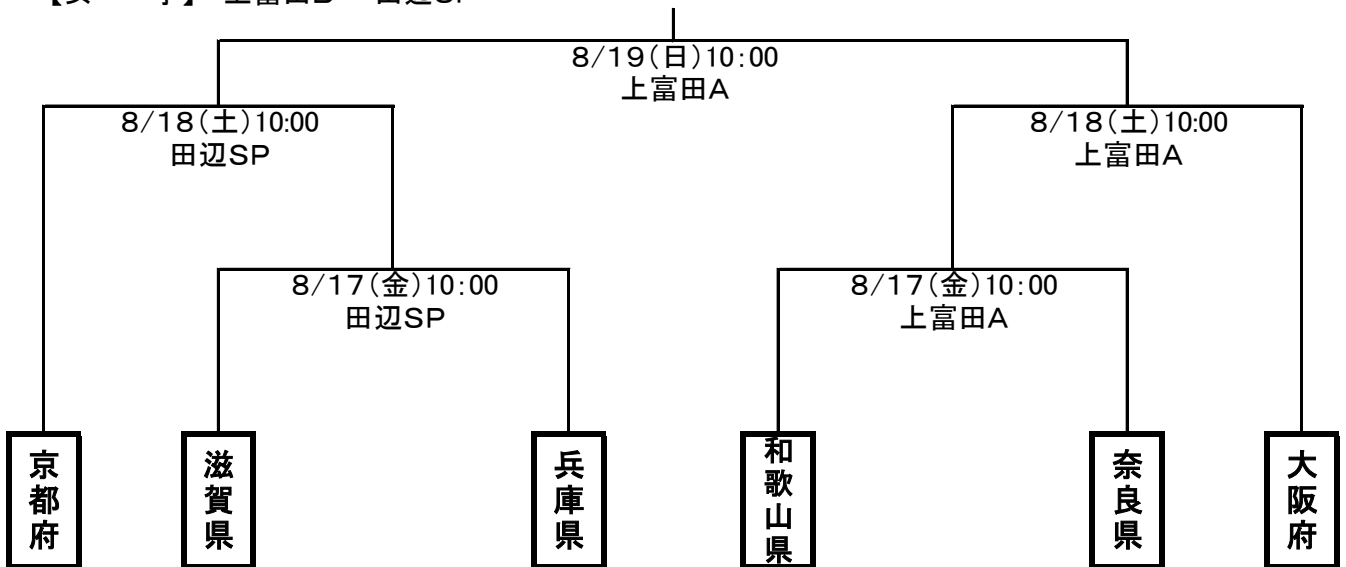 8/19(日)10:00
上富田A
8/18(土)10:00
田辺SP
8/18(土)10:00
上富田A
8/17(金)10:00
田辺SP
8/17(金)10:00
上富田A
京都府
滋賀県
兵庫県
和歌山県
奈良県
大阪府